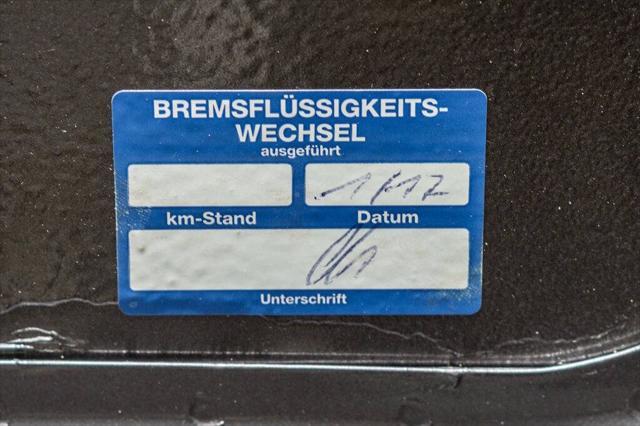 BREMSFLÜSSIGKEITS-
WECHSEL
ausgeführt
km-Stand
Datum
Unterschrift